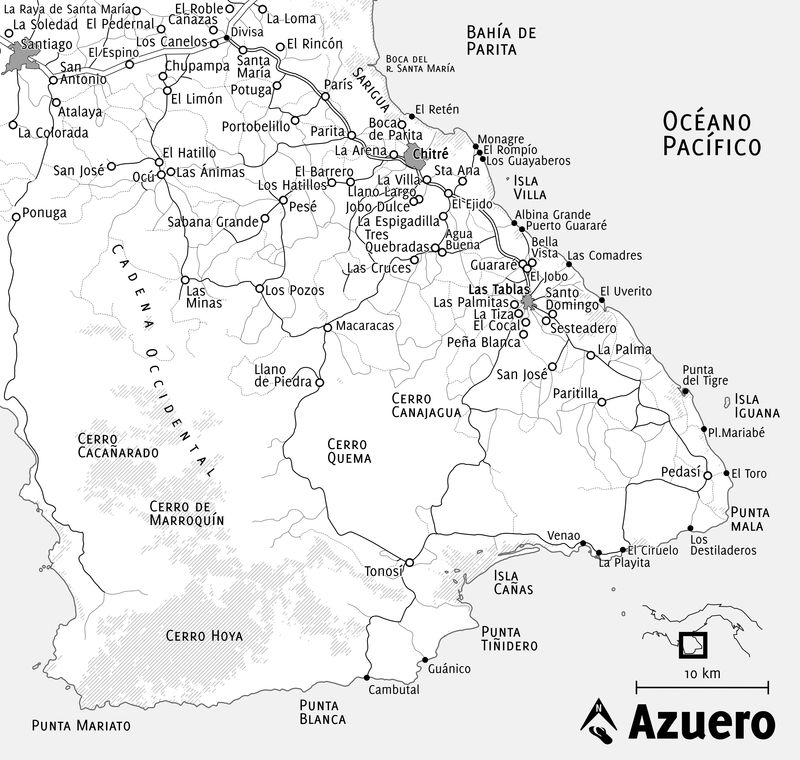 La Raya de Santa María
El Roble
La Loma
La Soledad
El Pedernal
Cañazas
Divisa
Santiago
El Espino
Los Canelos
El Rincón
San
Antonio
Chupampa
Santa
María
Potuga
París
Atalaya
El Limón
Portobelillo
La Colorada
Parita
SARIGUA
BOCA DEL
R. SANTA MARÍA
BAHÍA DE
PARITA
OCÉANO
PACÍFICO
El Retén
Boca
de Parita
La Arena
Chitré
Monagre
El Rompío
Los Guayaberos
San José
El Hatillo
Ocú
Las Ánimas
El Barrero
Los Hatillos
La Villa
Sta Ana
Llano Largo
Jobo Dulce
El Ejido
ISLA
VILLA
Ponuga
Sabana Grande
Pesé
La Espigadilla
Tres
Quebradas
Agua
Buena
Albina Grande
Puerto Guararé
Bella
Vista
Las Cruces
Guararé
El Jobo
Las Comadres
CADENA OCCIDENTAL
Las
Minas
Los Pozos
Las Tablas
Las Palmitas
La Tiza
El Cocal
Peña Blanca
Santo
Domingo
Sesteadero
El Uverito
Macaracas
La Palma
San José
Llano
de Piedra
CERRO
CANAJAGUA
Paritilla
Punta
del Tigre
ISLA
IGUANA
Pl.Mariabé
CERRO
CACAÑARADO
CERRO
QUEMA
Pedasí
El Toro
CERRO DE
MARROQUÍN
PUNTA
MALA
Venao
El Ciruelo
La Playita
Los
Destiladeros
Tonosí
ISLA
CAÑAS
CERRO HOYA
PUNTA
TIÑIDERO
Guánico
Cambutal
PUNTA MARIATO
PUNTA
BLANCA
10 km
N
Azuero